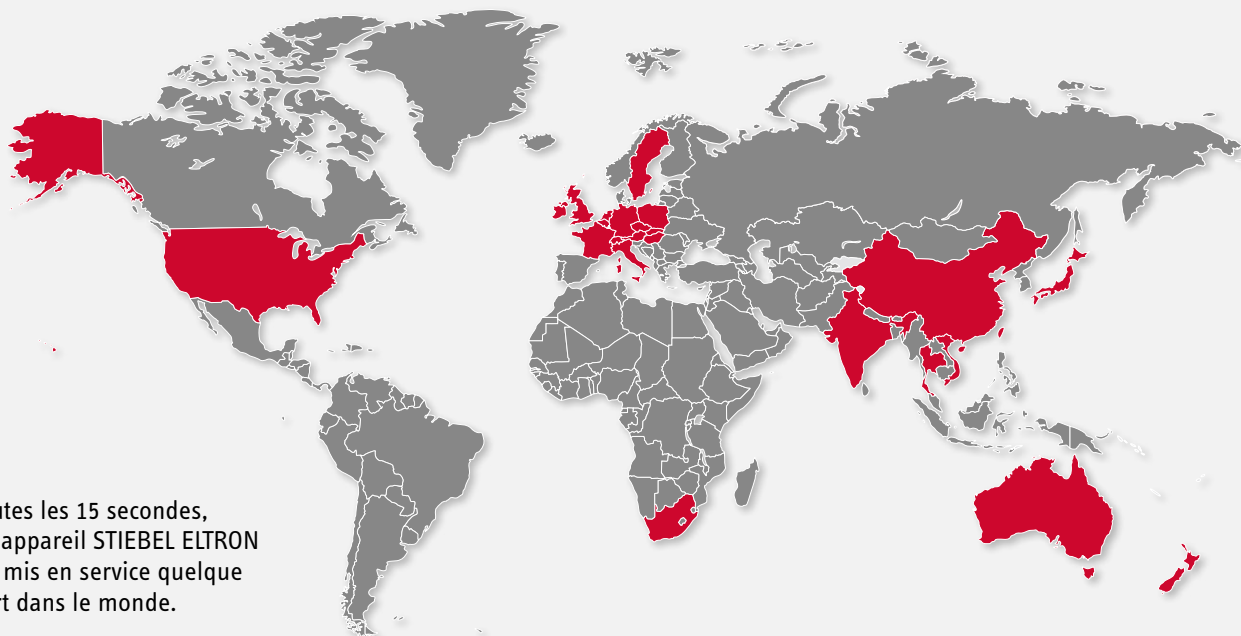 utes les 15 secondes,
appareil STIEBEL ELTRON
mis en service quelque
rt dans le monde.